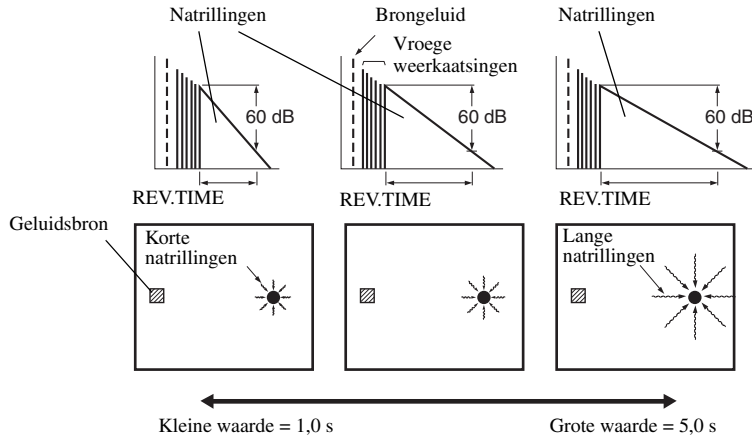 Natrillingen
Brongeluid
Natrillingen
Vroege
weerkaatsingen
60 dB
60 dB
60 dB
REV.TIME
REV.TIME
REV.TIME
Geluidsbron
Korte
natrillingen
Lange
natrillingen
Kleine waarde = 1,0 s
Grote waarde = 5,0 s